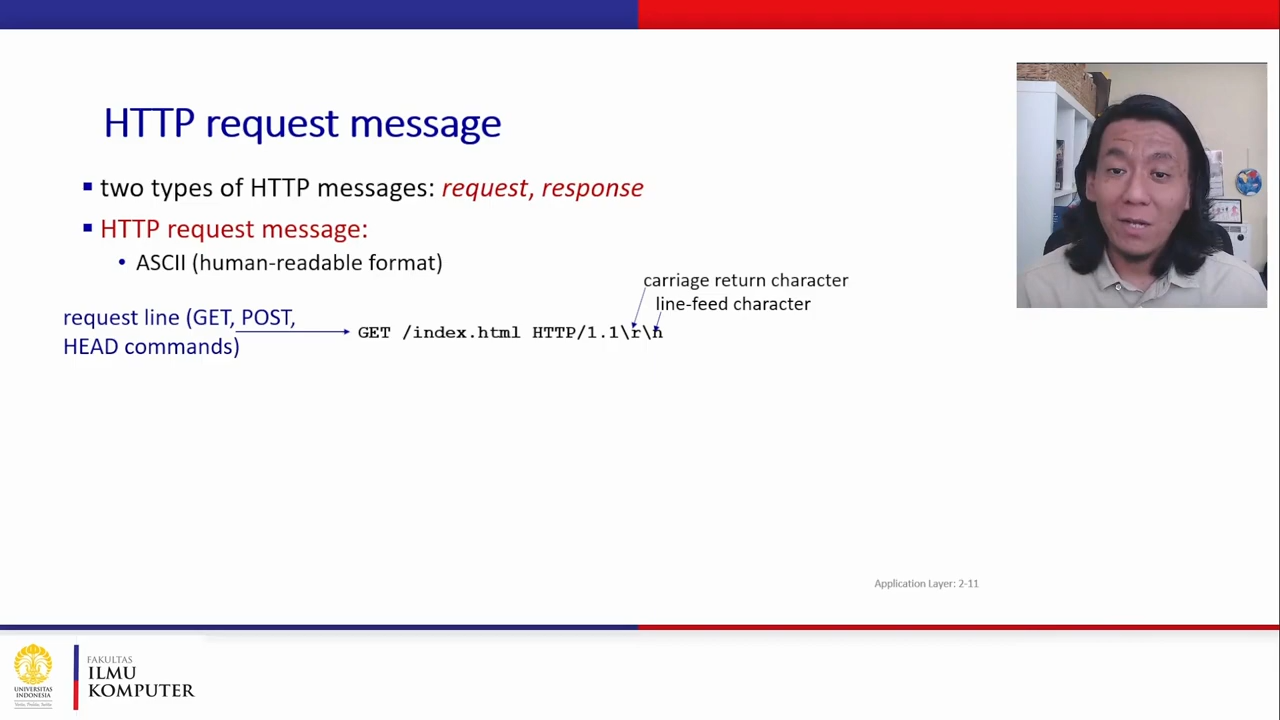 HTTP request message
two types of HTTP messages: request, response
HTTP request message:
ASCII (human-readable format)
carriage return character
line-feed character
request line (GET, POST,
HEAD commands)
GET /index.html HTTP/1.1\r\n
Application Layer: 2-11
UNIVERSITAS
INDONESIA
FAKULTAS
ILMU
KOMPUTER